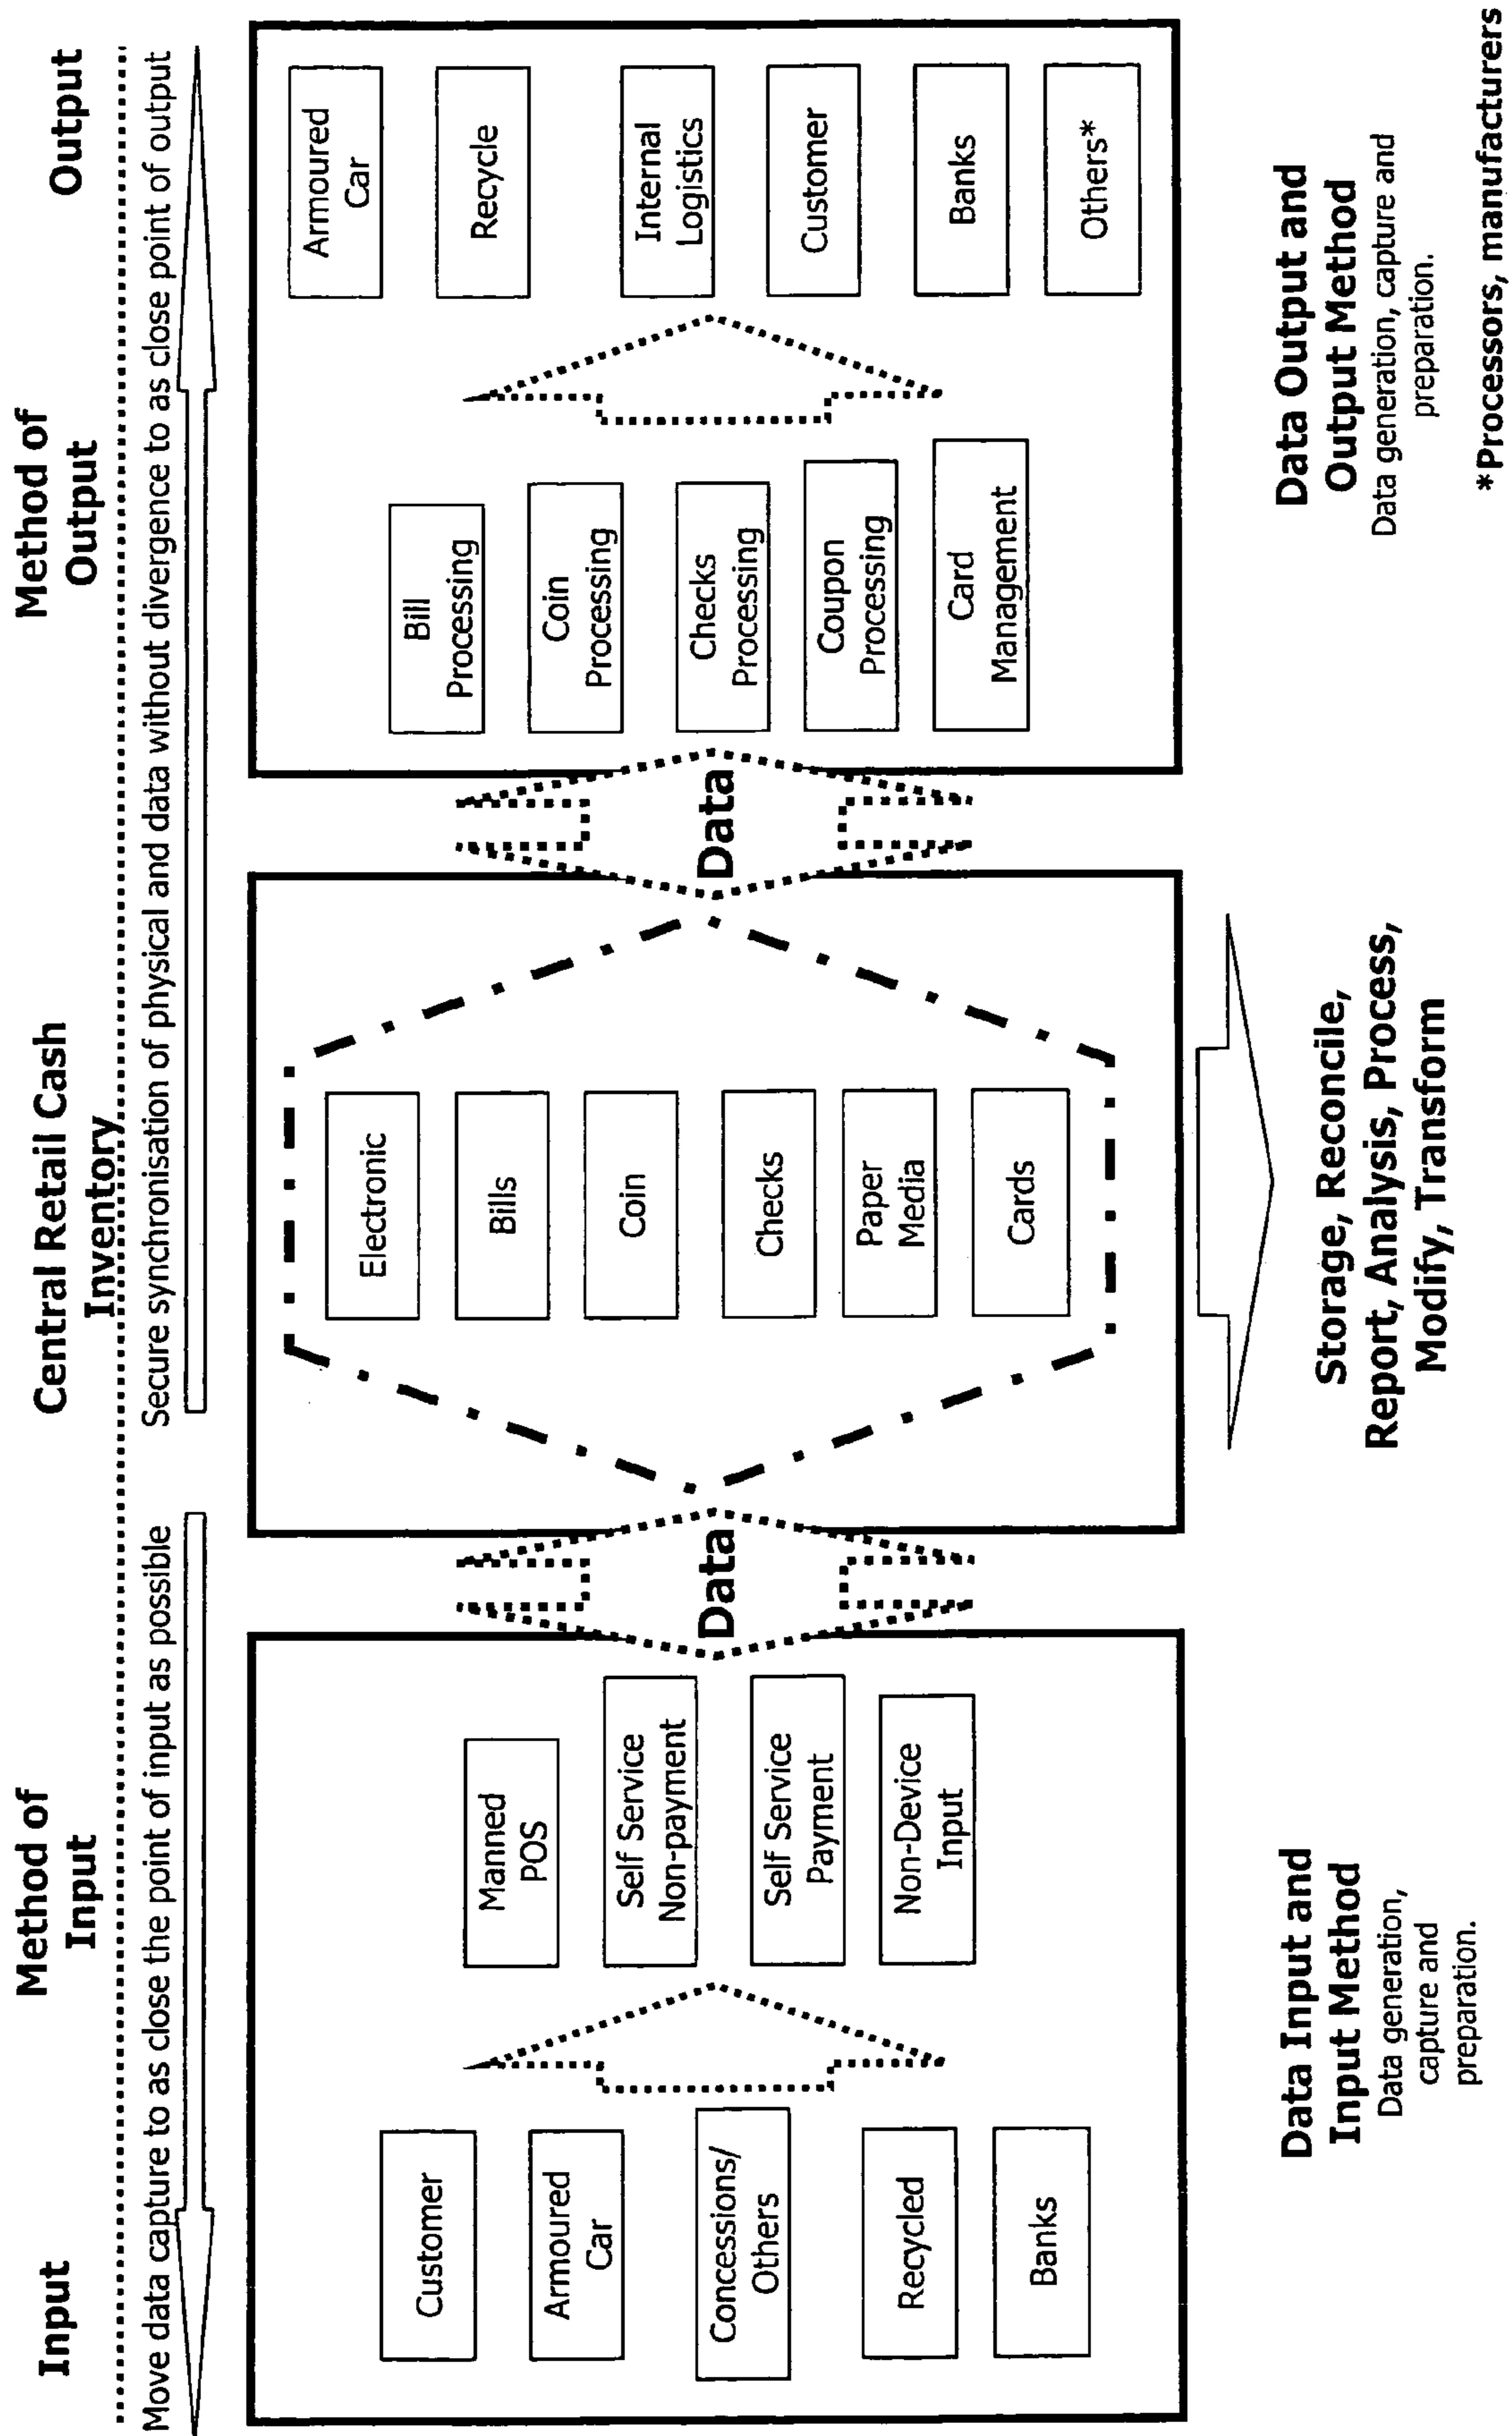 Input
Method of
Input
Central Retail Cash
Inventory
Method of
Output
Output
Move data capture to as close the point of input as possible
Secure synchronisation of physical and data without divergence to as close point of output
Customer
Armoured
Car
Concessions/
Others
Recycled
Banks
Manned
POS
Self Service
Non-payment
Self Service
Payment
Non-Device
Input
Data
Electronic
Bills
Coin
Checks
Paper
Media
Cards
Data
Bill
Processing
Coin
Processing
Checks
Processing
Coupon
Processing
Card
Management
Armoured
Car
Recycle
Internal
Logistics
Customer
Banks
Others*
Data Input and
Input Method
Data generation,
capture and
preparation.
Storage, Reconcile,
Report, Analysis, Process,
Modify, Transform
Data Output and
Output Method
Data generation, capture and
preparation.
*Processors, manufacturers